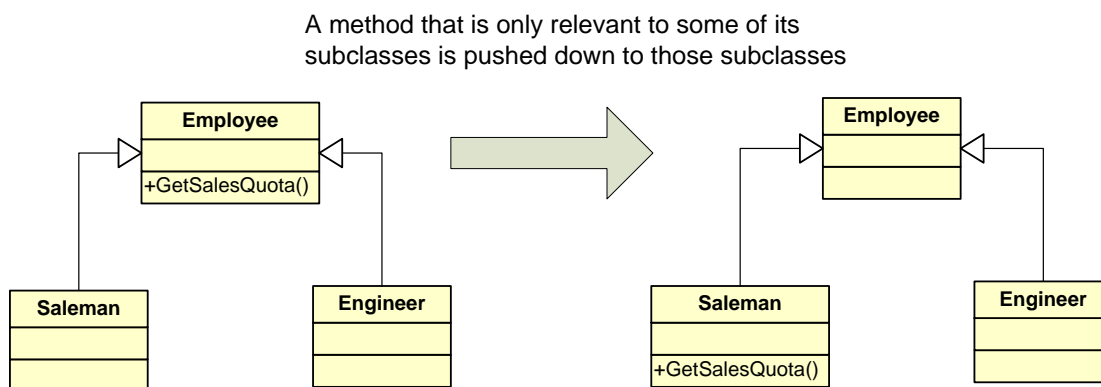 A method that is only relevant to some of its
subclasses is pushed down to those subclasses
Employee
+GetSalesQuota()
Saleman
Engineer
Employee
Saleman
+GetSalesQuota()
Engineer